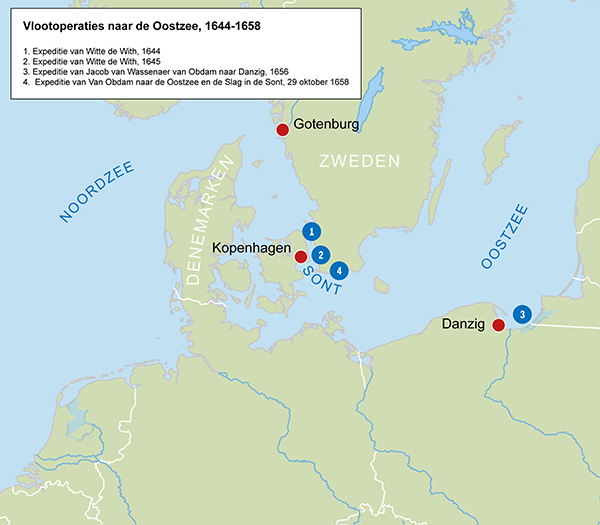 Vlootoperaties naar de Oostzee, 1644-1658
1. Expeditie van Witte de With, 1644
2. Expeditie van Witte de With, 1645
3. Expeditie van Jacob van Wassenaer van Obdam naar Danzig, 1656
4. Expeditie van Van Obdam naar de Oostzee en de Slag in de Sont, 29 oktober 1658
Gotenburg
ZWEDEN
NOORDZEE
DENEMARKEN
OOSTZEE
1
Kopenhagen
2
4
SONT
3
Danzig